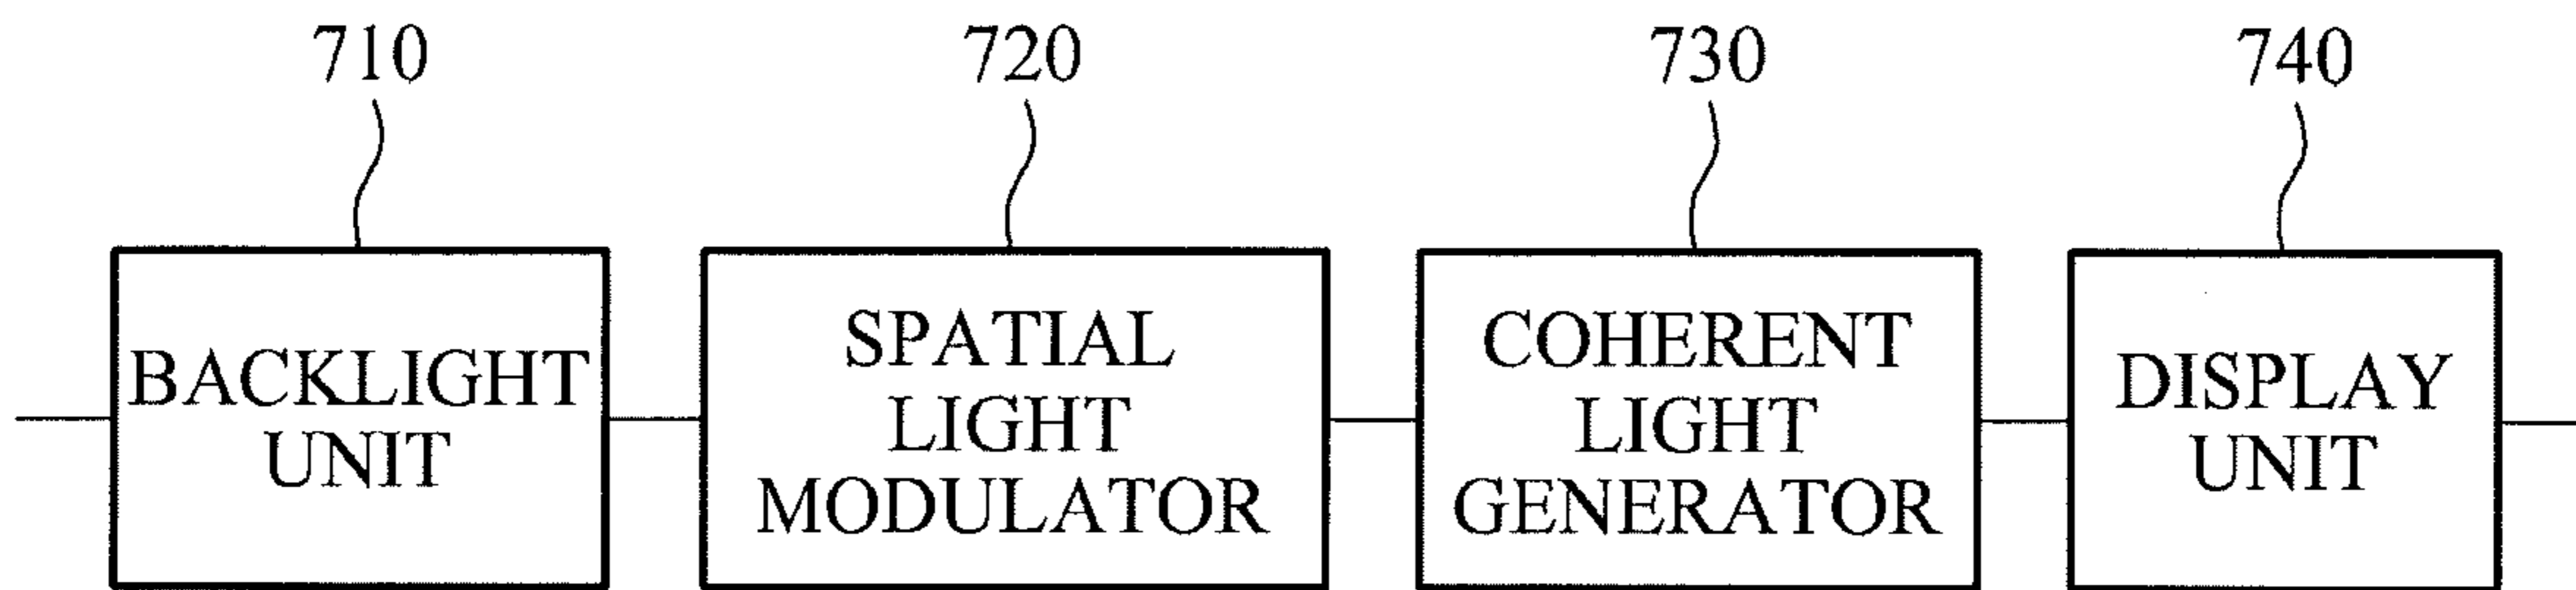 710
720
730
740
BACKLIGHT
UNIT
SPATIAL
LIGHT
MODULATOR
COHERENT
LIGHT
GENERATOR
DISPLAY
UNIT